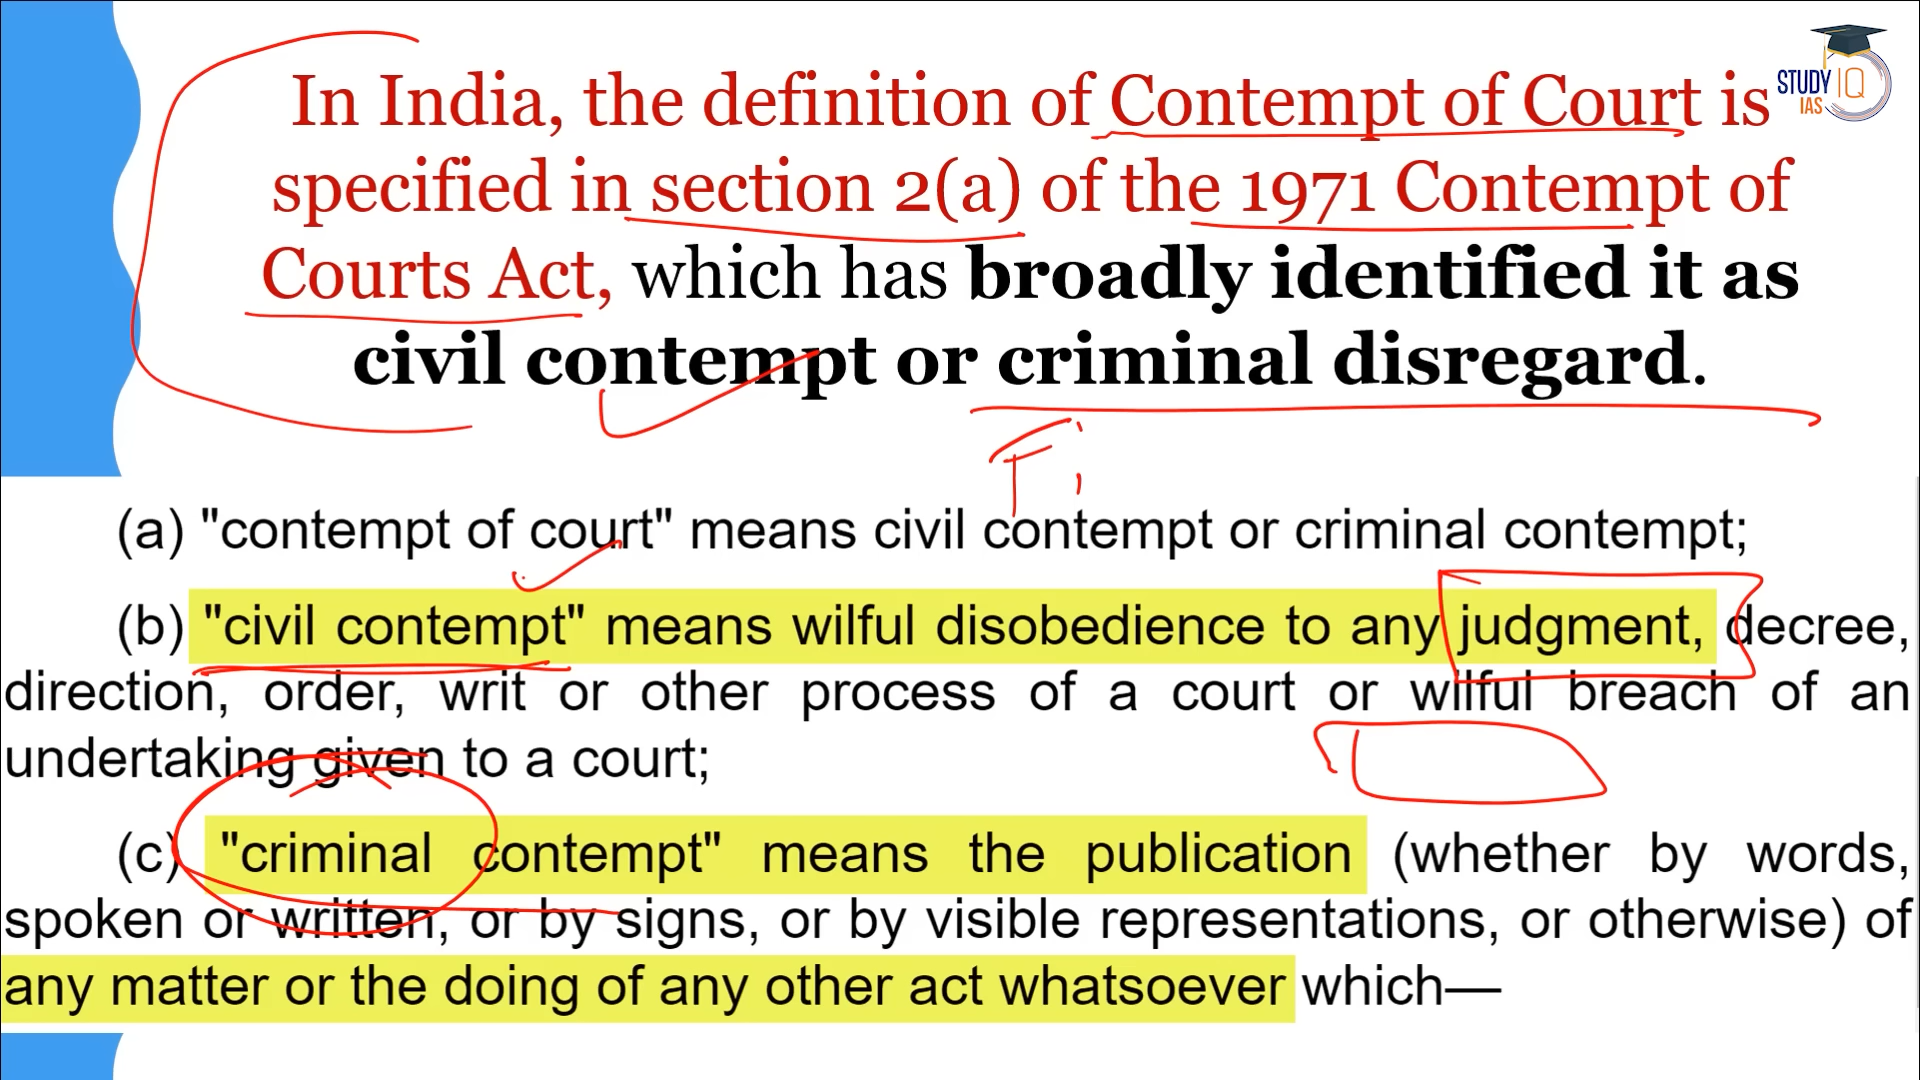 In India, the definition of Contempt of Court is
STUDY IQ
IAS
specified in section 2(a) of the 1971 Contempt of
Courts Act, which has broadly identified it as
civil contempt or criminal disregard.
(a) "contempt of court" means civil contempt or criminal contempt;
(b) "civil contempt" means wilful disobedience to any judgment, decree,
direction, order, writ or other process of a court or wilful breach of an
undertaking given to a court;
(c) "criminal contempt" means the publication (whether by words,
spoken or written, or by signs, or by visible representations, or otherwise) of
any matter or the doing of any other act whatsoever which—